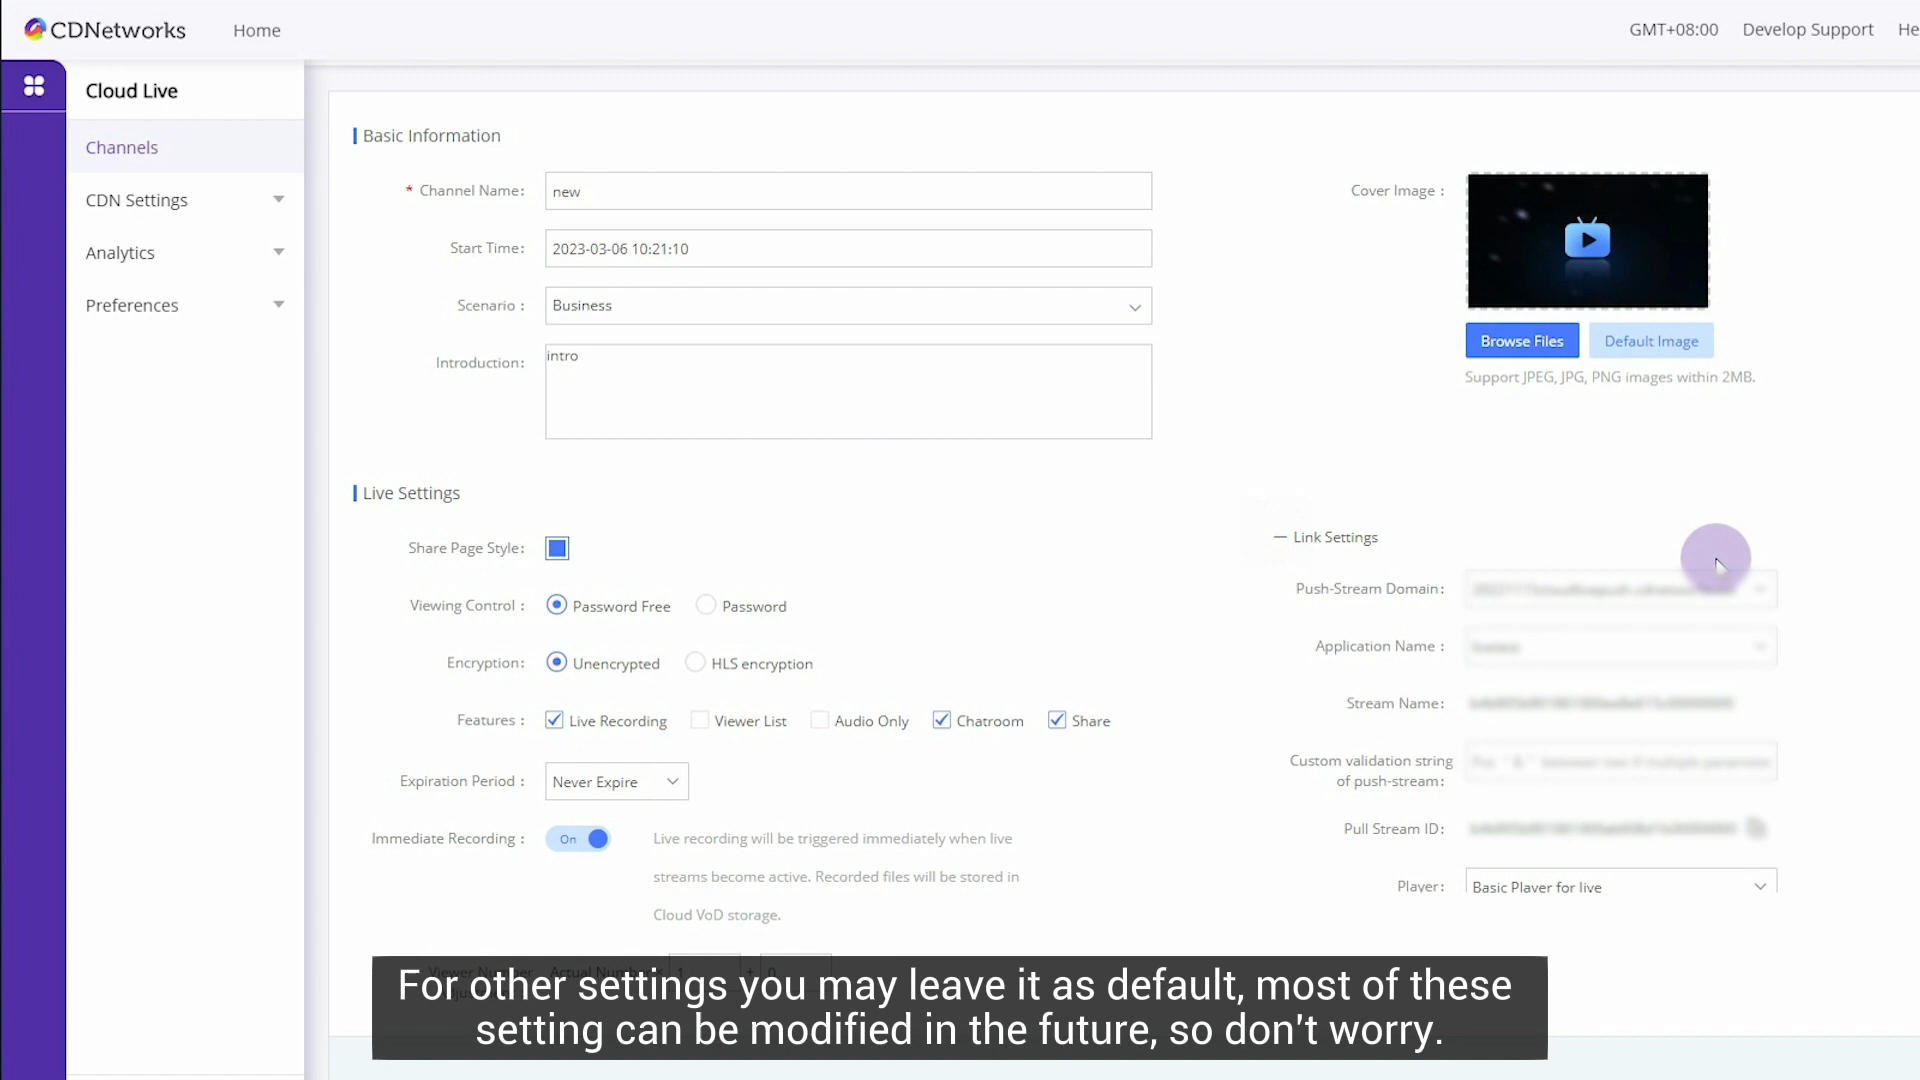 CDNetworks
Home
GMT+08:00
Develop Support
He
Cloud Live
Channels
CDN Settings
Analytics
Preferences
Basic Information
* Channel Name:
new
Start Time:
2023-03-06 10:21:10
Scenario :
Business
Introduction:
intro
Cover Image :
Browse Files
Default Image
Support JPEG, JPG, PNG images within 2MB.
Live Settings
Share Page Style:
Viewing Control :
Password Free
Password
Encryption:
Unencrypted
HLS encryption
Features :
Live Recording
Viewer List
Audio Only
Chatroom
Share
Expiration Period :
Never Expire
Immediate Recording :
On
Live recording will be triggered immediately when live
streams become active. Recorded files will be stored in
Cloud VoD storage.
Link Settings
Push-Stream Domain:
Application Name :
Stream Name:
Custom validation string
of push-stream:
Pull Stream ID:
Player:
Basic Player for live
For other settings you may leave it as default, most of these
setting can be modified in the future, so don't worry.